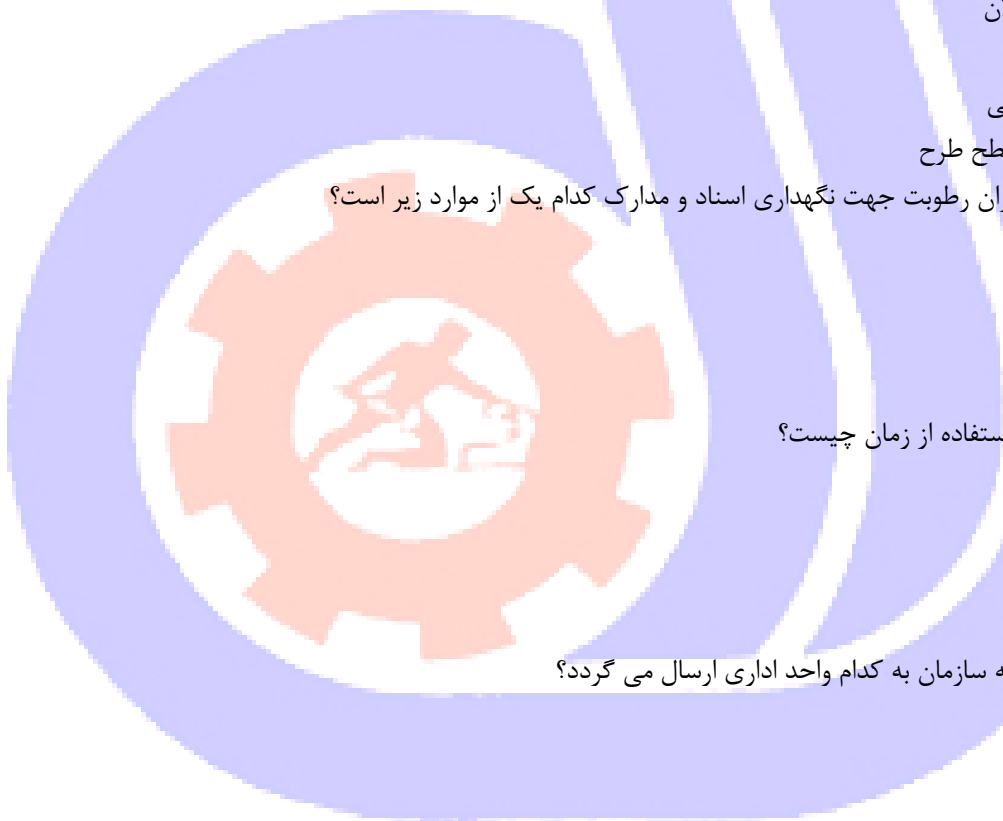 ان
ی
طح طرح
ان رطوبت جهت نگهداری اسناد و مدارک کدام یک از موارد زیر است؟
ستفاده از زمان چیست؟
ه سازمان به کدام واحد اداری ارسال می گردد؟